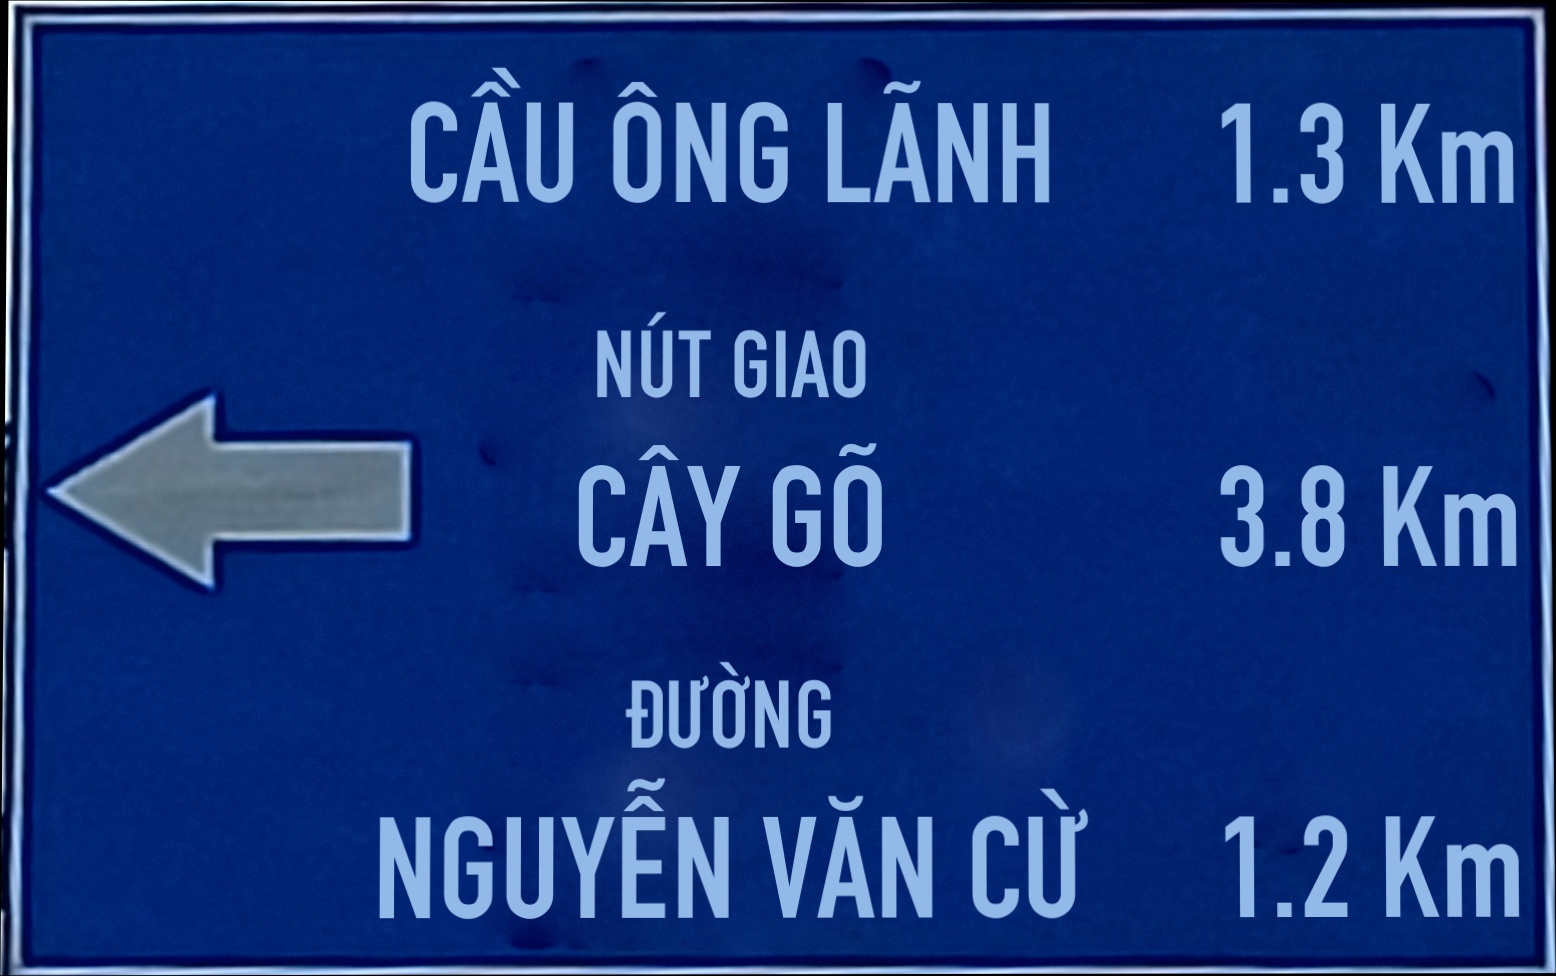 CẦU ÔNG LÃNH 1.3 Km
NÚT GIAO
CÂY GÕ 3.8 Km
ĐƯỜNG
NGUYỄN VĂN CỪ 1.2 Km